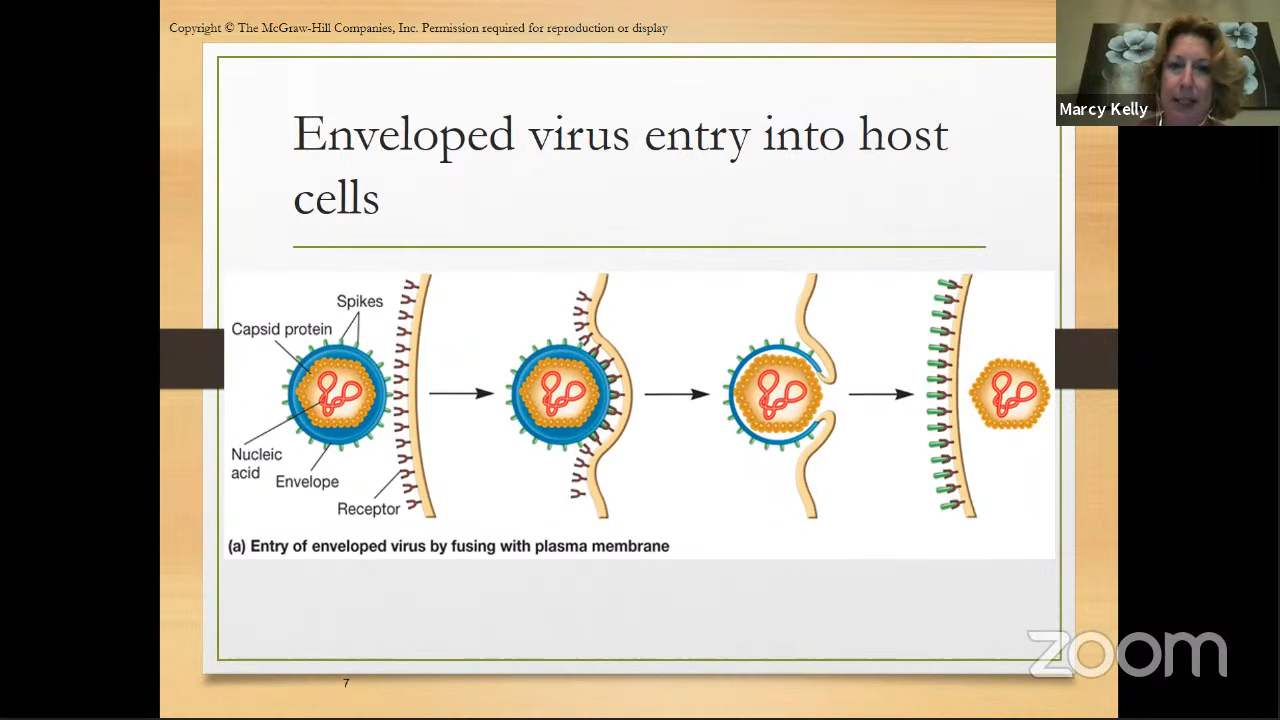 Copyright © The McGraw-Hill Companies, Inc. Permission required for reproduction or display
Marcy Kelly
Enveloped virus entry into host
cells
Spikes
Capsid protein
Nucleic
acid
Envelope
Receptor
(a) Entry of enveloped virus by fusing with plasma membrane
zoom
7